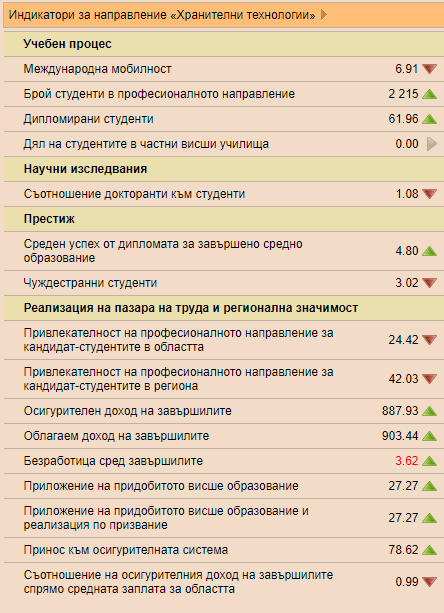 Индикатори за направление «Хранителни технологии»
Учебен процес
Международна мобилност 6.91
Брой студенти в професионалното направление 2 215
Дипломирани студенти 61.96
Дял на студентите в частни висши училища 0.00
Научни изследвания
Съотношение докторанти към студенти 1.08
Престиж
Среден успех от дипломата за завършено средно
образование 4.80
Чуждестранни студенти 3.02
Реализация на пазара на труда и регионална значимост
Привлекателност на професионалното направление за
кандидат-студентите в областта 24.42
Привлекателност на професионалното направление за
кандидат-студентите в региона 42.03
Осигурителен доход на завършилите 887.93
Облагаем доход на завършилите 903.44
Безработица сред завършилите 3.62
Приложение на придобитото висше образование 27.27
Приложение на придобитото висше образование и
реализация по призвание 27.27
Принос към осигурителната система 78.62
Съотношение на осигурителния доход на завършилите
спрямо средната заплата за областта 0.99